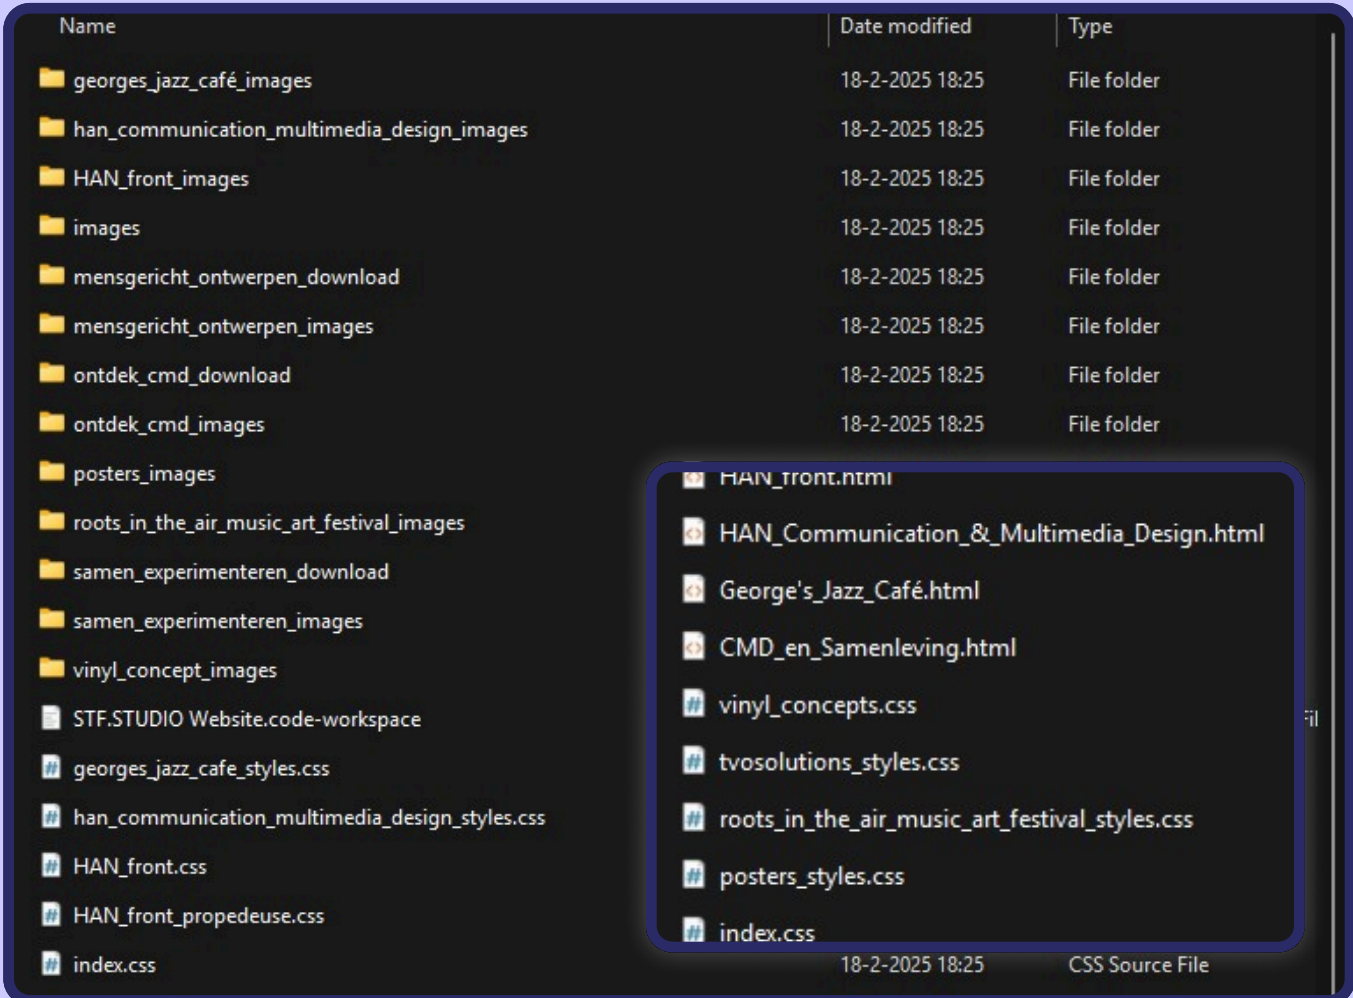 Name Date modified Type
georges_jazz_café_images 18-2-2025 18:25 File folder
han_communication_multimedia_design_images 18-2-2025 18:25 File folder
HAN_front_images 18-2-2025 18:25 File folder
images 18-2-2025 18:25 File folder
mensgericht_ontwerpen_download 18-2-2025 18:25 File folder
mensgericht_ontwerpen_images 18-2-2025 18:25 File folder
ontdek_cmd_download 18-2-2025 18:25 File folder
ontdek_cmd_images 18-2-2025 18:25 File folder
posters_images
roots_in_the_air_music_art_festival_images
samen_experimenteren_download
samen_experimenteren_images
vinyl_concept_images
STF.STUDIO Website.code-workspace
georges_jazz_cafe_styles.css
han_communication_multimedia_design_styles.css
HAN_front.css
HAN_front_propedeuse.css
index.css 18-2-2025 18:25 CSS Source File
HAN_front.html
HAN_Communication_&_Multimedia_Design.html
George's_Jazz_Café.html
CMD_en_Samenleving.html
vinyl_concepts.css
tvosolutions_styles.css
roots_in_the_air_music_art_festival_styles.css
posters_styles.css
index.css